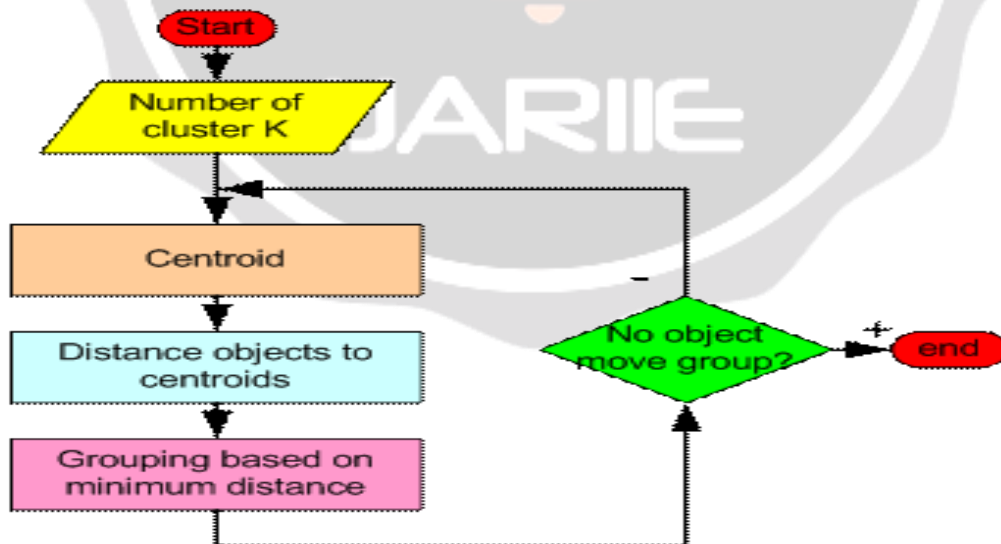 Start
Number of
cluster K
IJARIIE
Centroid
-
Distance objects to
centroids
No object
move group?
+
end
Grouping based on
minimum distance